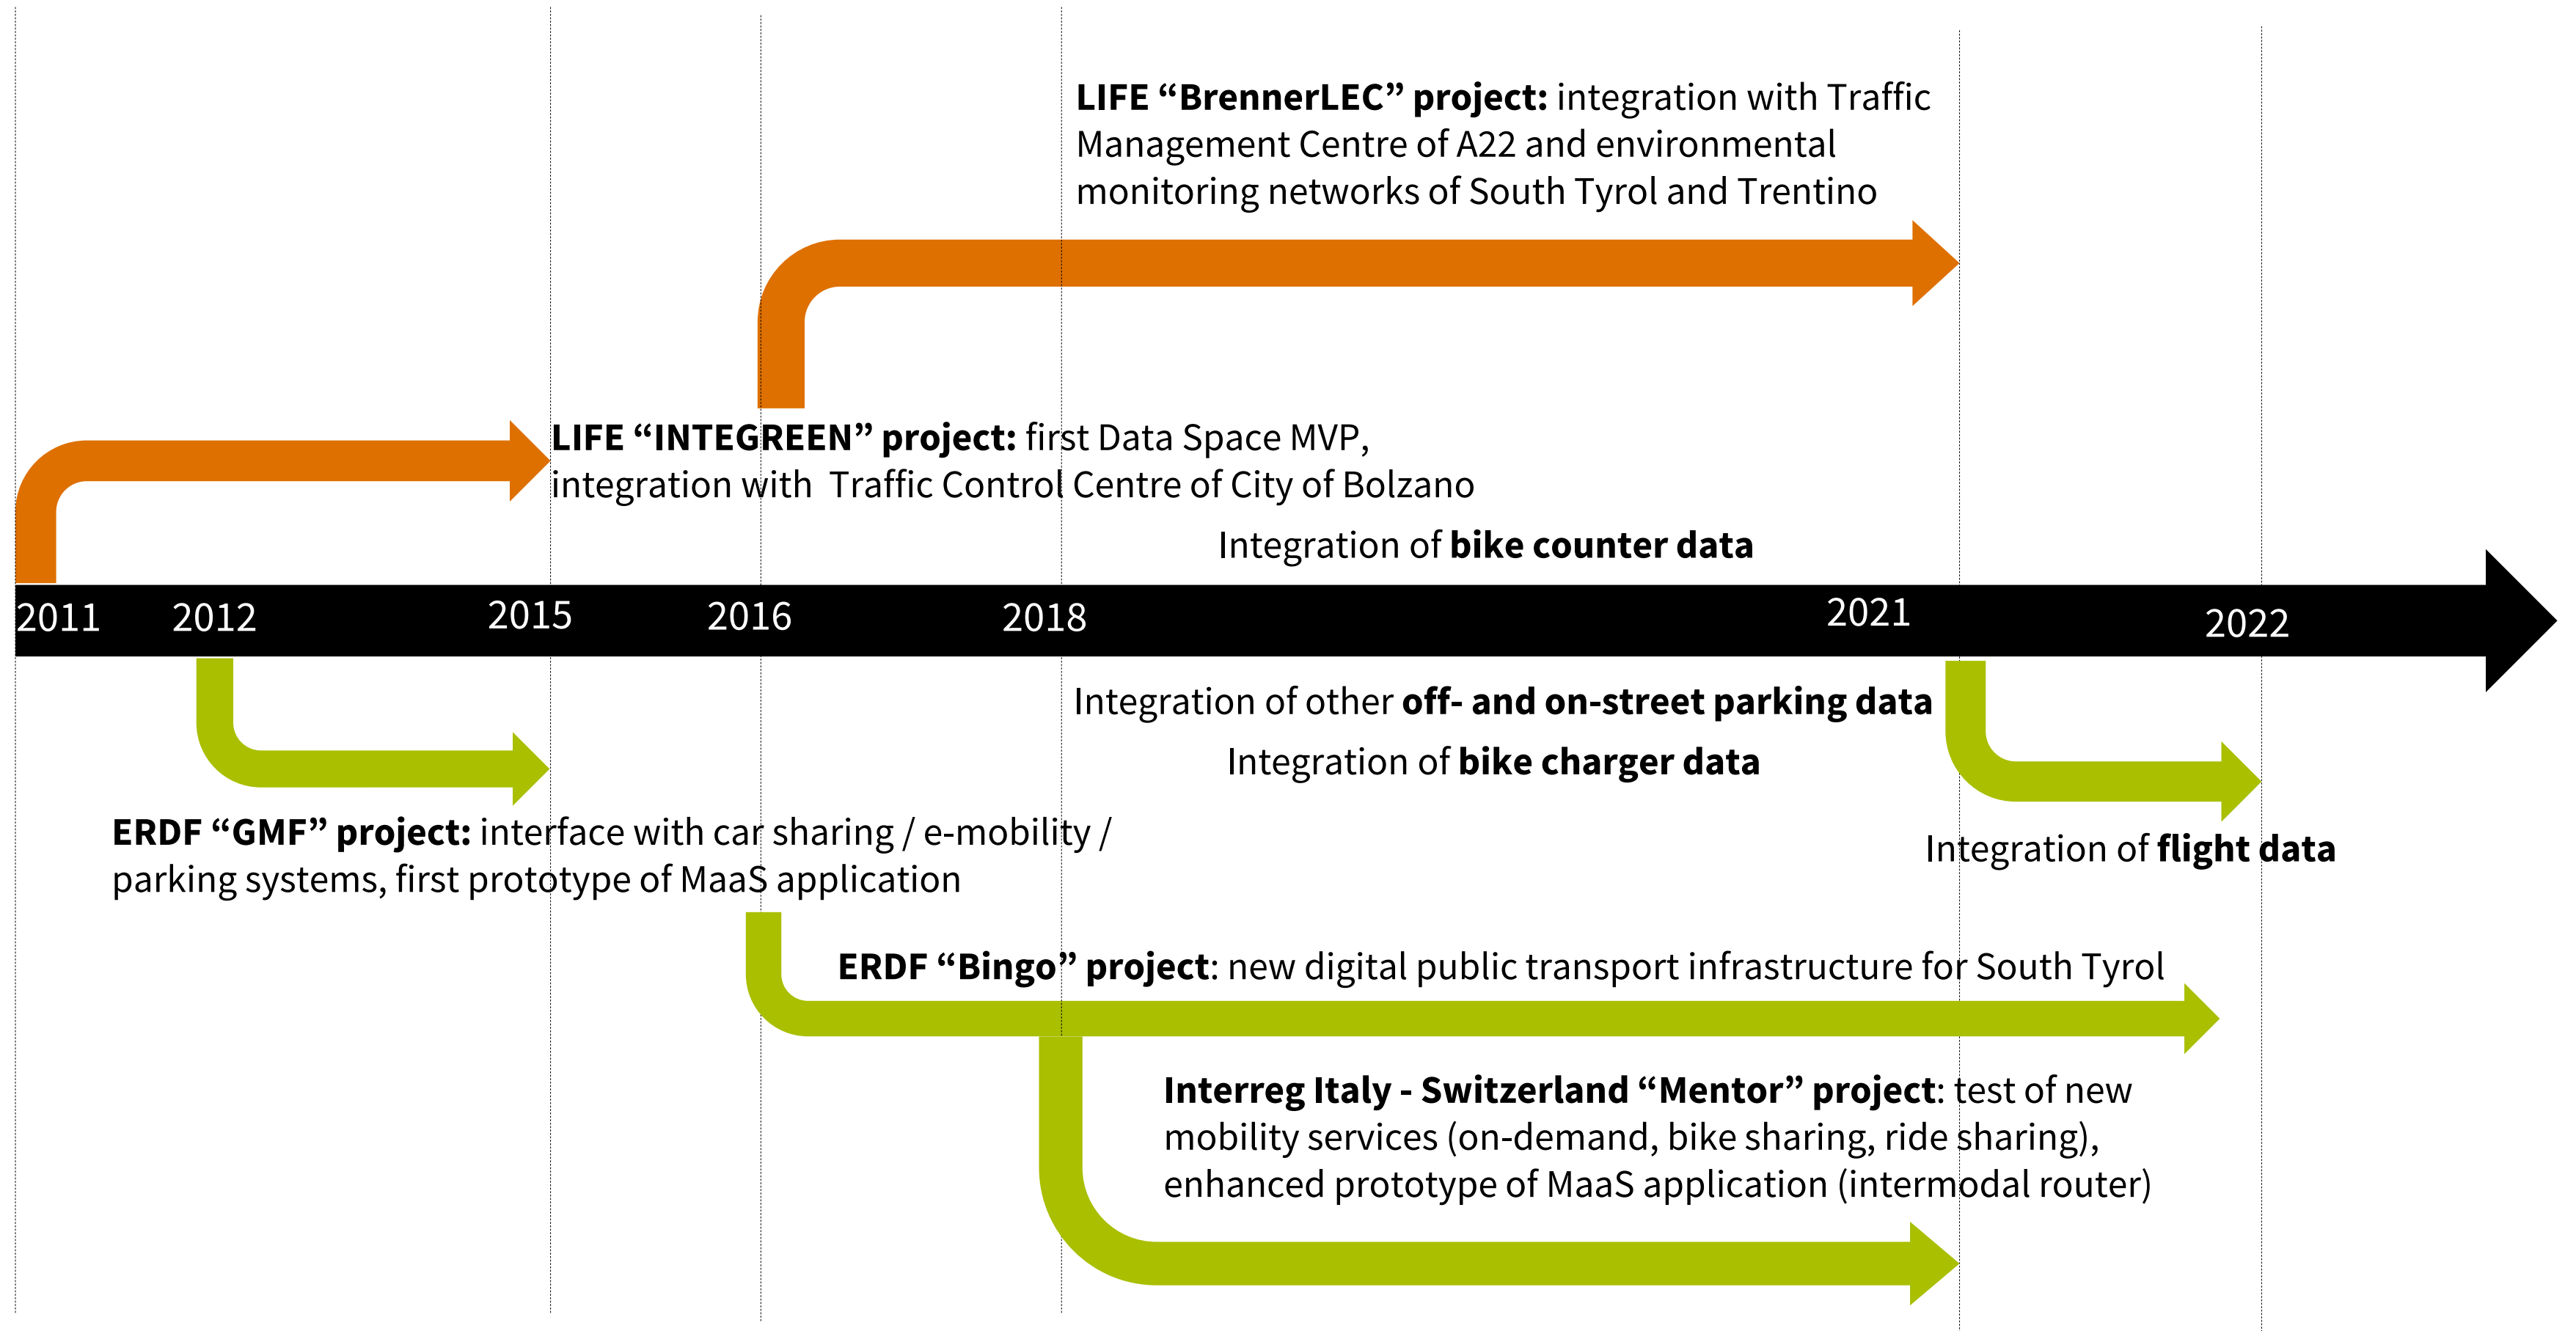 LIFE “BrennerLEC” project: integration with Traffic
Management Centre of A22 and environmental
monitoring networks of South Tyrol and Trentino
LIFE “INTEGREEN” project: first Data Space MVP,
integration with Traffic Control Centre of City of Bolzano
Integration of bike counter data
2011 2012 2015 2016 2018 2021 2022
Integration of other off- and on-street parking data
Integration of bike charger data
ERDF “GMF” project: interface with car sharing / e-mobility /
parking systems, first prototype of MaaS application
Integration of flight data
ERDF “Bingo” project: new digital public transport infrastructure for South Tyrol
Interreg Italy - Switzerland “Mentor” project: test of new
mobility services (on-demand, bike sharing, ride sharing),
enhanced prototype of MaaS application (intermodal router)